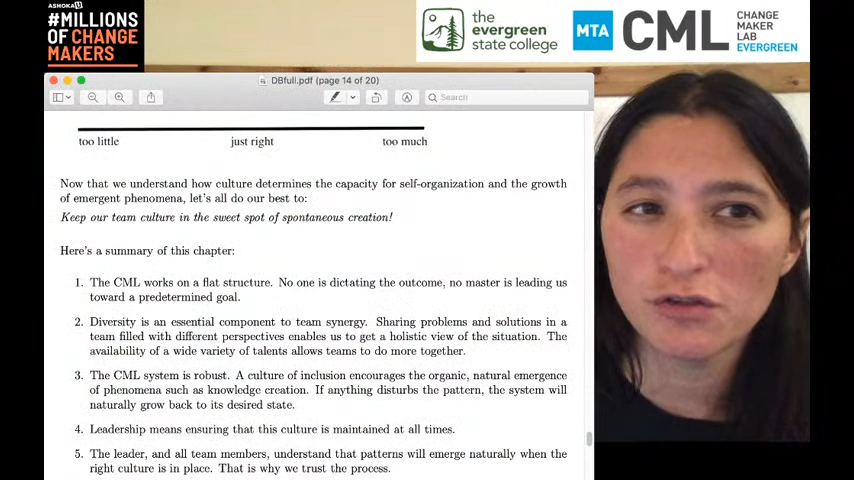 ASHOKA U
#MILLIONS
OF CHANGE
MAKERS
the
evergreen
state college
MTA
CML
CHANGE
MAKER
LAB
EVERGREEN
DBfull.pdf (page 14 of 20)
Search
too little just right too much
Now that we understand how culture determines the capacity for self-organization and the growth
of emergent phenomena, let's all do our best to:
Keep our team culture in the sweet spot of spontaneous creation!
Here's a summary of this chapter:
1. The CML works on a flat structure. No one is dictating the outcome, no master is leading us
toward a predetermined goal.
2. Diversity is an essential component to team synergy. Sharing problems and solutions in a
team filled with different perspectives enables us to get a holistic view of the situation. The
availability of a wide variety of talents allows teams to do more together.
3. The CML system is robust. A culture of inclusion encourages the organic, natural emergence
of phenomena such as knowledge creation. If anything disturbs the pattern, the system will
naturally grow back to its desired state.
4. Leadership means ensuring that this culture is maintained at all times.
5. The leader, and all team members, understand that patterns will emerge naturally when the
right culture is in place. That is why we trust the process.